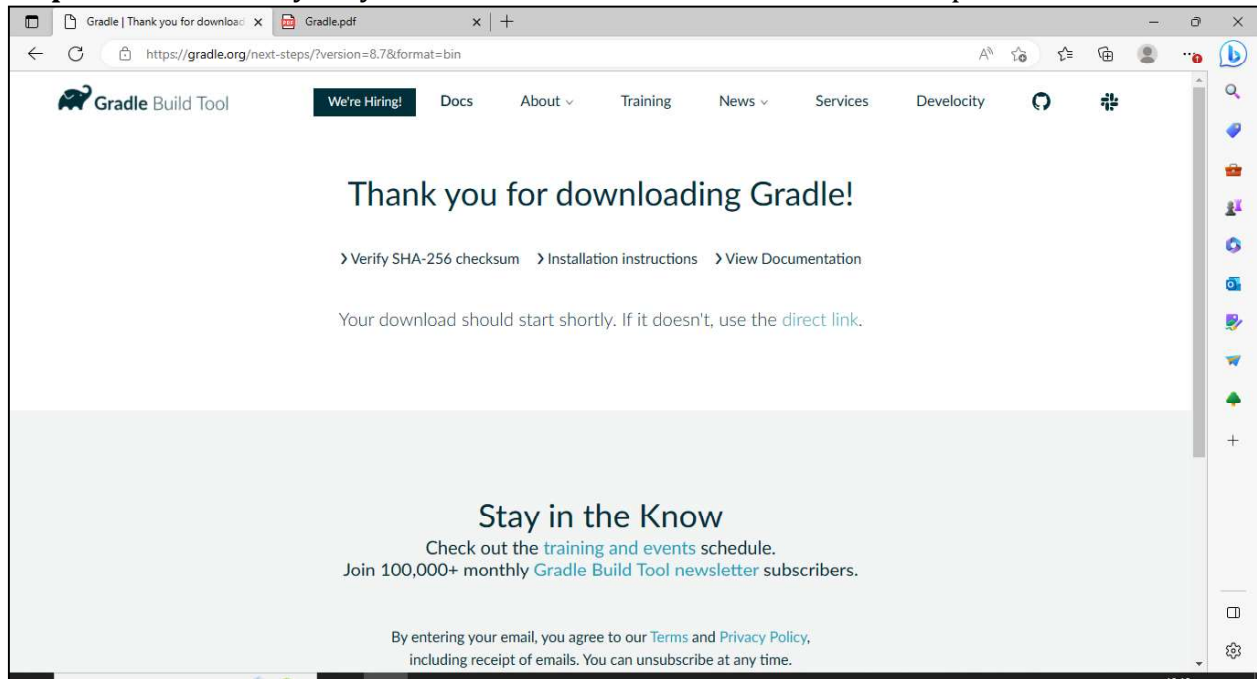 Gradle | Thank you for download
Gradle.pdf
https://gradle.org/next-steps/?version=8.7&format=bin
Gradle Build Tool
We're Hiring!
Docs
About
Training
News
Services
Develocity
Thank you for downloading Gradle!
Verify SHA-256 checksum
Installation instructions
View Documentation
Your download should start shortly. If it doesn't, use the direct link.
Stay in the Know
Check out the training and events schedule.
Join 100,000+ monthly Gradle Build Tool newsletter subscribers.
By entering your email, you agree to our Terms and Privacy Policy,
including receipt of emails. You can unsubscribe at any time.